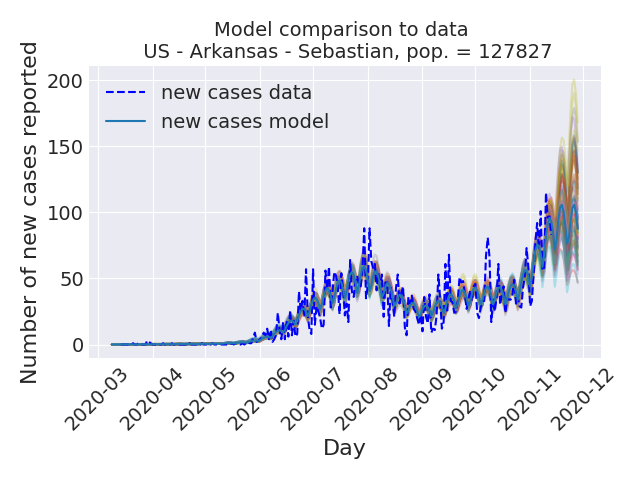 Model comparison to data
US - Arkansas - Sebastian, pop. = 127827
Number of new cases reported
200
150
100
50
0
new cases data
new cases model
2020-03
2020-04
2020-05
2020-06
2020-07
2020-08
2020-09
2020-10
2020-11
2020-12
Day